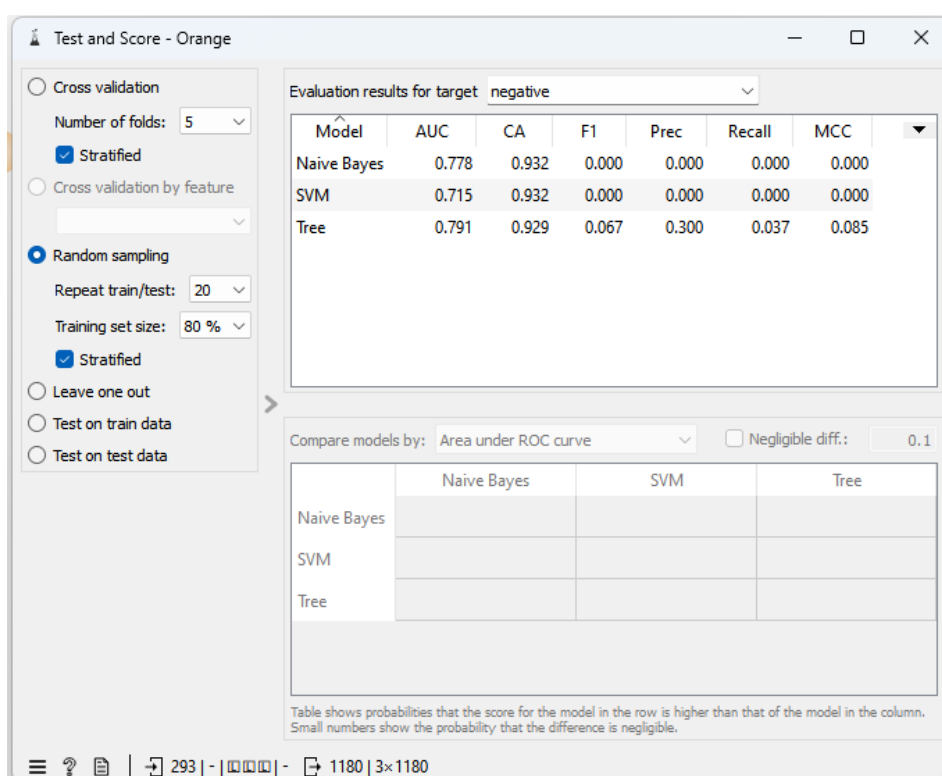 Test and Score - Orange
Cross validation
Number of folds: 5
Stratified
Cross validation by feature
Random sampling
Repeat train/test: 20
Training set size: 80 %
Stratified
Leave one out
Test on train data
Test on test data
Evaluation results for target negative
Model AUC CA F1 Prec Recall MCC
Naive Bayes 0.778 0.932 0.000 0.000 0.000 0.000
SVM 0.715 0.932 0.000 0.000 0.000 0.000
Tree 0.791 0.929 0.067 0.300 0.037 0.085
Compare models by: Area under ROC curve Negligible diff.: 0.1
Naive Bayes SVM Tree
Naive Bayes
SVM
Tree
Table shows probabilities that the score for the model in the row is higher than that of the model in the column.
Small numbers show the probability that the difference is negligible.
293 | - | | - 1180 | 3×1180